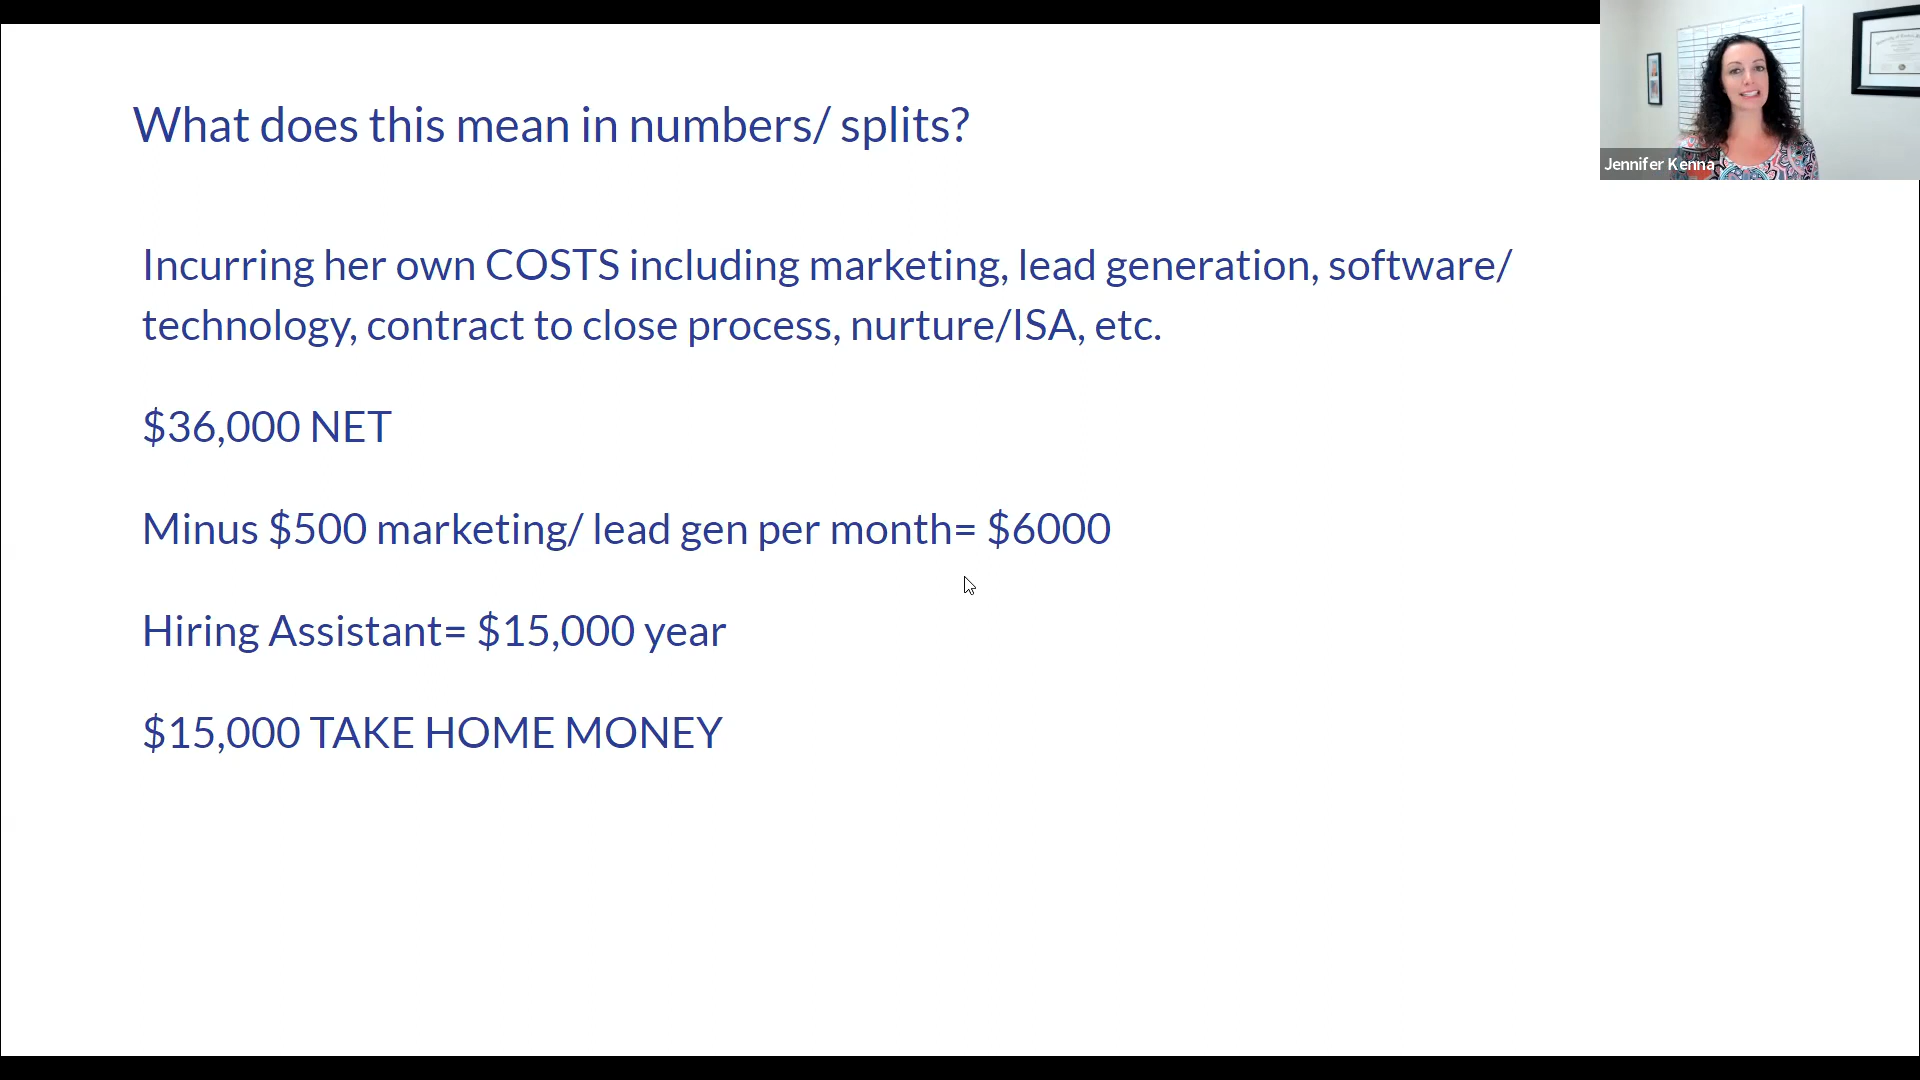 What does this mean in numbers/ splits?
Jennifer Kenna
Incurring her own COSTS including marketing, lead generation, software/
technology, contract to close process, nurture/ISA, etc.
$36,000 NET
Minus $500 marketing/ lead gen per month= $6000
Hiring Assistant= $15,000 year
$15,000 TAKE HOME MONEY